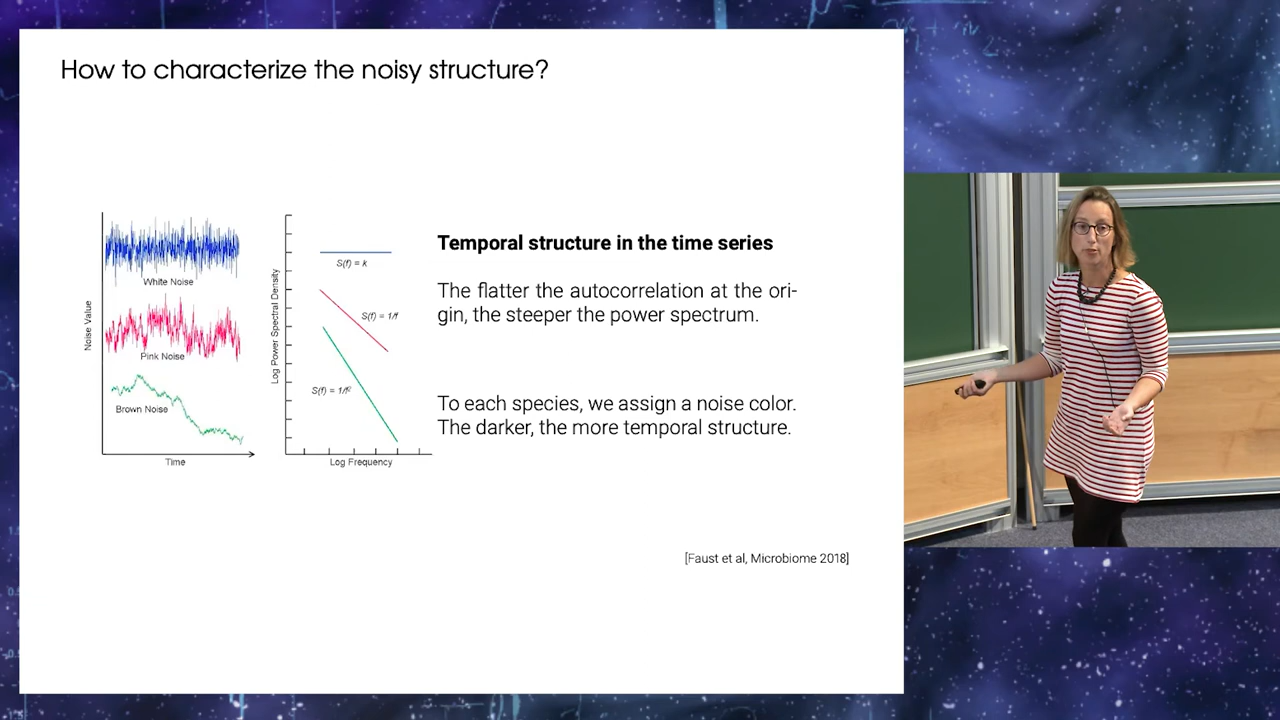 How to characterize the noisy structure?
White Noise
Pink Noise
Brown Noise
Noise Value
Time
S(f) = k
S(f) = 1/f
S(f) = 1/f²
Log Power Spectral Density
Log Frequency
Temporal structure in the time series
The flatter the autocorrelation at the ori-
gin, the steeper the power spectrum.
To each species, we assign a noise color.
The darker, the more temporal structure.
[Faust et al, Microbiome 2018]